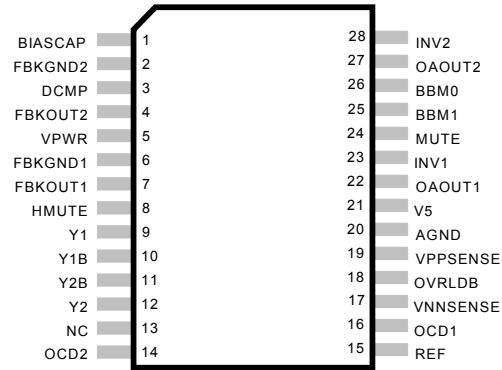 BIASCAP 1 28 INV2
FBKGND2 2 27 OAOUT2
DCMP 3 26 BBM0
FBKOUT2 4 25 BBM1
VPWR 5 24 MUTE
FBKGND1 6 23 INV1
FBKOUT1 7 22 OAOUT1
HMUTE 8 21 V5
Y1 9 20 AGND
Y1B 10 19 VPPSENSE
Y2B 11 18 OVRLDB
Y2 12 17 VNNSENSE
NC 13 16 OCD1
OCD2 14 15 REF